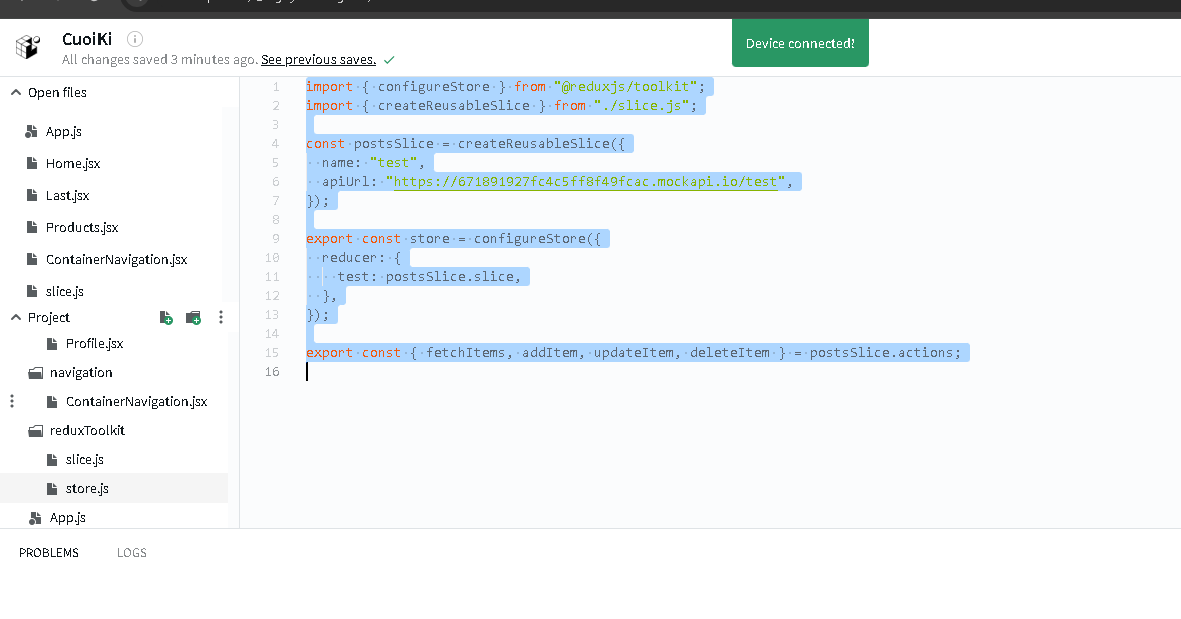 CuoiKi
Device connected!
All changes saved 3 minutes ago. See previous saves.
Open files
App.js
Home.jsx
Last.jsx
Products.jsx
ContainerNavigation.jsx
slice.js
Project
Profile.jsx
navigation
ContainerNavigation.jsx
reduxToolkit
slice.js
store.js
App.js
1 import { configureStore } from "@reduxjs/toolkit";
2 import { createReusableSlice } from "./slice.js";
3
4 const postsSlice = createReusableSlice({
5   name: "test",
6   apiUrl: "https://671891927fc4c5ff8f49fcac.mockapi.io/test",
7 });
8
9 export const store = configureStore({
10   reducer: {
11     test: postsSlice.slice,
12   },
13 });
14
15 export const { fetchItems, addItem, updateItem, deleteItem } = postsSlice.actions;
16
PROBLEMS LOGS